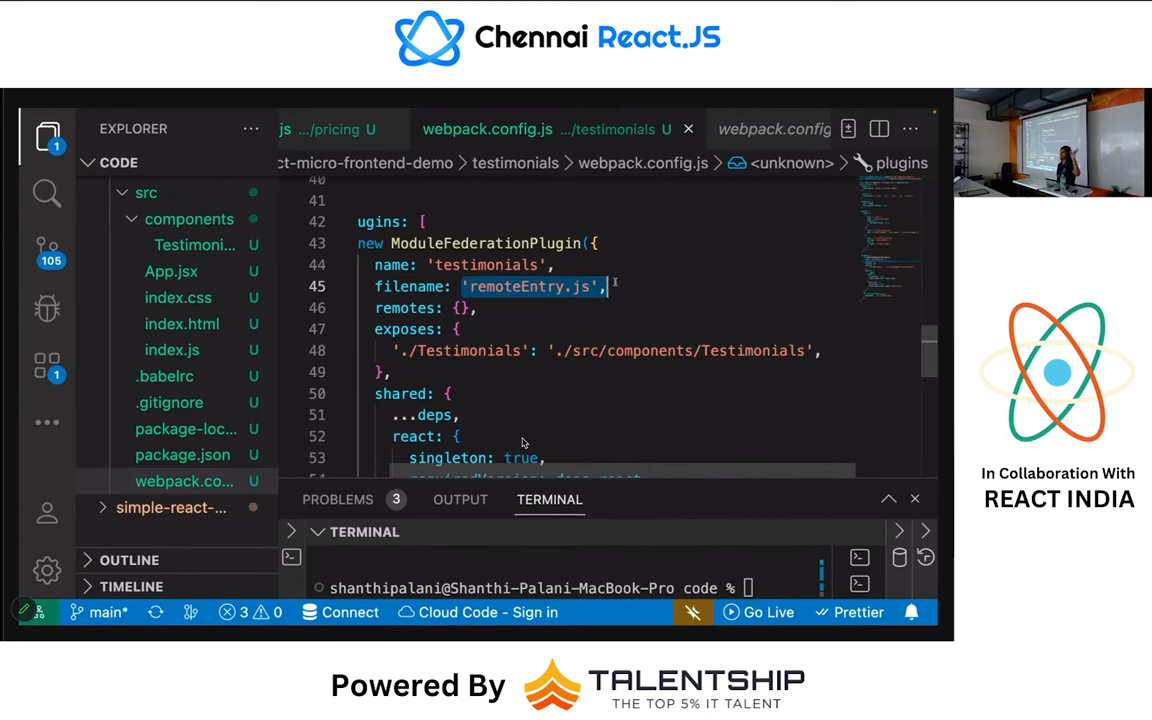 Chennai React.JS
EXPLORER
CODE
src
components
Testimoni... U
App.jsx U
index.css U
index.html U
index.js U
.babelrc U
.gitignore U
package-loc... U
package.json U
webpack.co... U
simple-react-...
OUTLINE
TIMELINE
1
105
1
js .../pricing U
webpack.config.js .../testimonials U
webpack.config
ct-micro-frontend-demo > testimonials > webpack.config.js > <unknown> > plugins
40
41
42 ugins: [
43 new ModuleFederationPlugin({
44 name: 'testimonials',
45 filename: 'remoteEntry.js',
46 remotes: {},
47 exposes: {
48 './Testimonials': './src/components/Testimonials',
49 },
50 shared: {
51 ...deps,
52 react: {
53 singleton: true,
requiredVersion: deps.react
PROBLEMS 3 OUTPUT TERMINAL
TERMINAL
shanthipalani@Shanthi-Palani-MacBook-Pro code %
main* 3 0 Connect Cloud Code - Sign in Go Live Prettier
In Collaboration With
REACT INDIA
Powered By
TALENTSHIP
THE TOP 5% IT TALENT